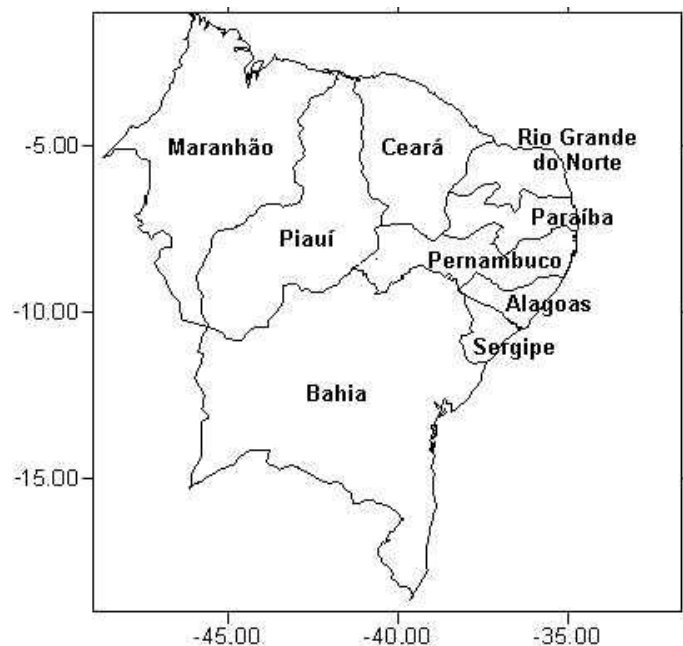 Maranhão
Ceará
Rio Grande
do Norte
Paraíba
Piauí
Pernambuco
Alagoas
Sergipe
Bahia
-5.00
-10.00
-15.00
-45.00
-40.00
-35.00